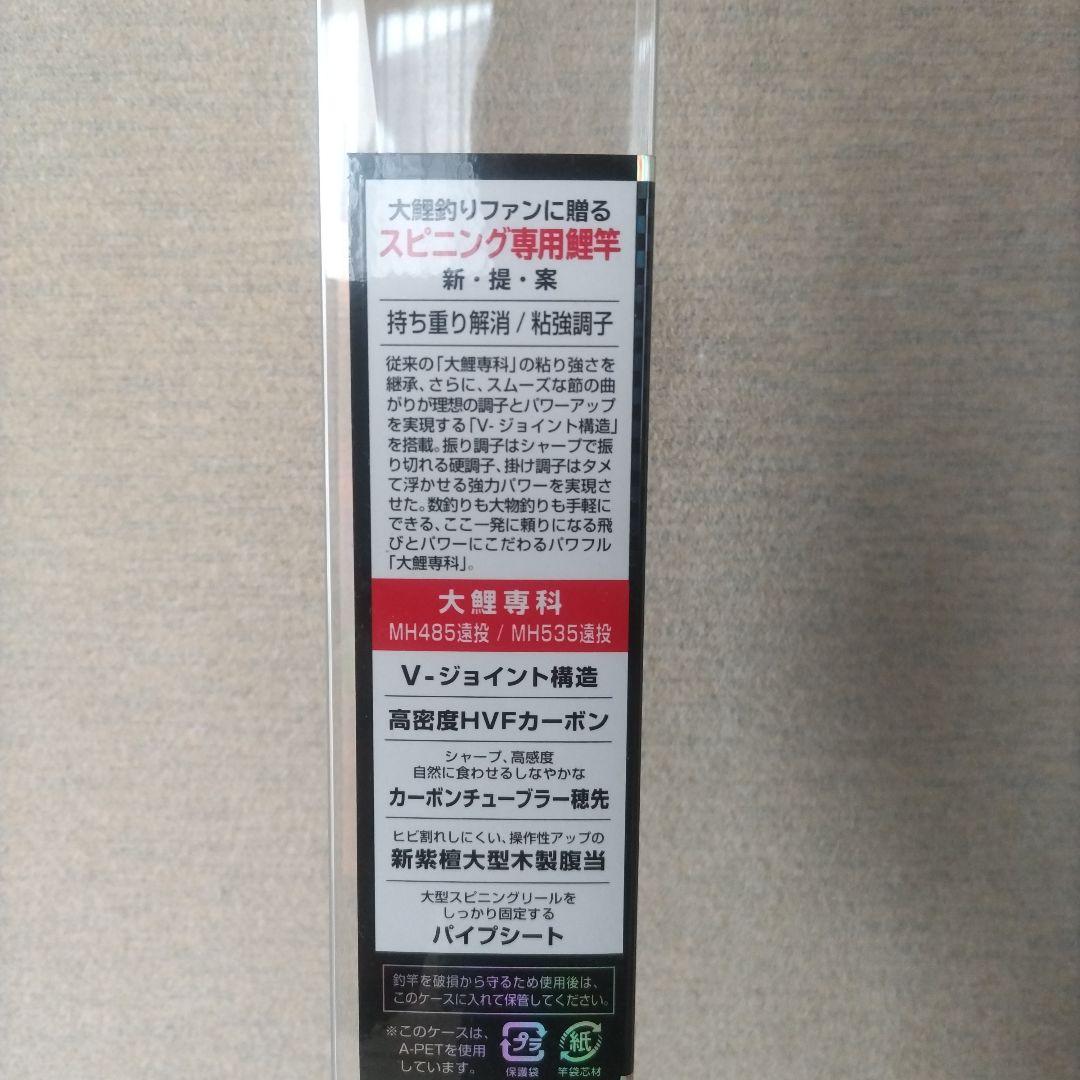 大鯉釣りファンに贈る
スピニング専用鯉竿
新・提・案
持ち重り解消 / 粘強調子
従来の「大鯉専科」の粘り強さを
継承、さらに、スムーズな節の曲
がりが理想の調子とパワーアップ
を実現する「V-ジョイント構造」
を搭載。振り調子はシャープで振
り切れる硬調子、掛け調子はタメ
て浮かせる強力パワーを実現さ
せた。数釣りも大物釣りも手軽に
できる、ここ一発に頼りになる飛
びとパワーにこだわるパワフル
「大鯉専科」。
大鯉専科
MH485遠投 / MH535遠投
V-ジョイント構造
高密度HVFカーボン
シャープ、高感度
自然に食わせるしなやかな
カーボンチューブラー穂先
ヒビ割れしにくい、操作性アップの
新紫檀大型木製腹当
大型スピニングリールを
しっかり固定する
パイプシート
釣竿を破損から守るため使用後は、
このケースに入れて保管してください。
※このケースは、
A-PETを使用
しています。
プラ
保護袋
紙
竿袋芯材